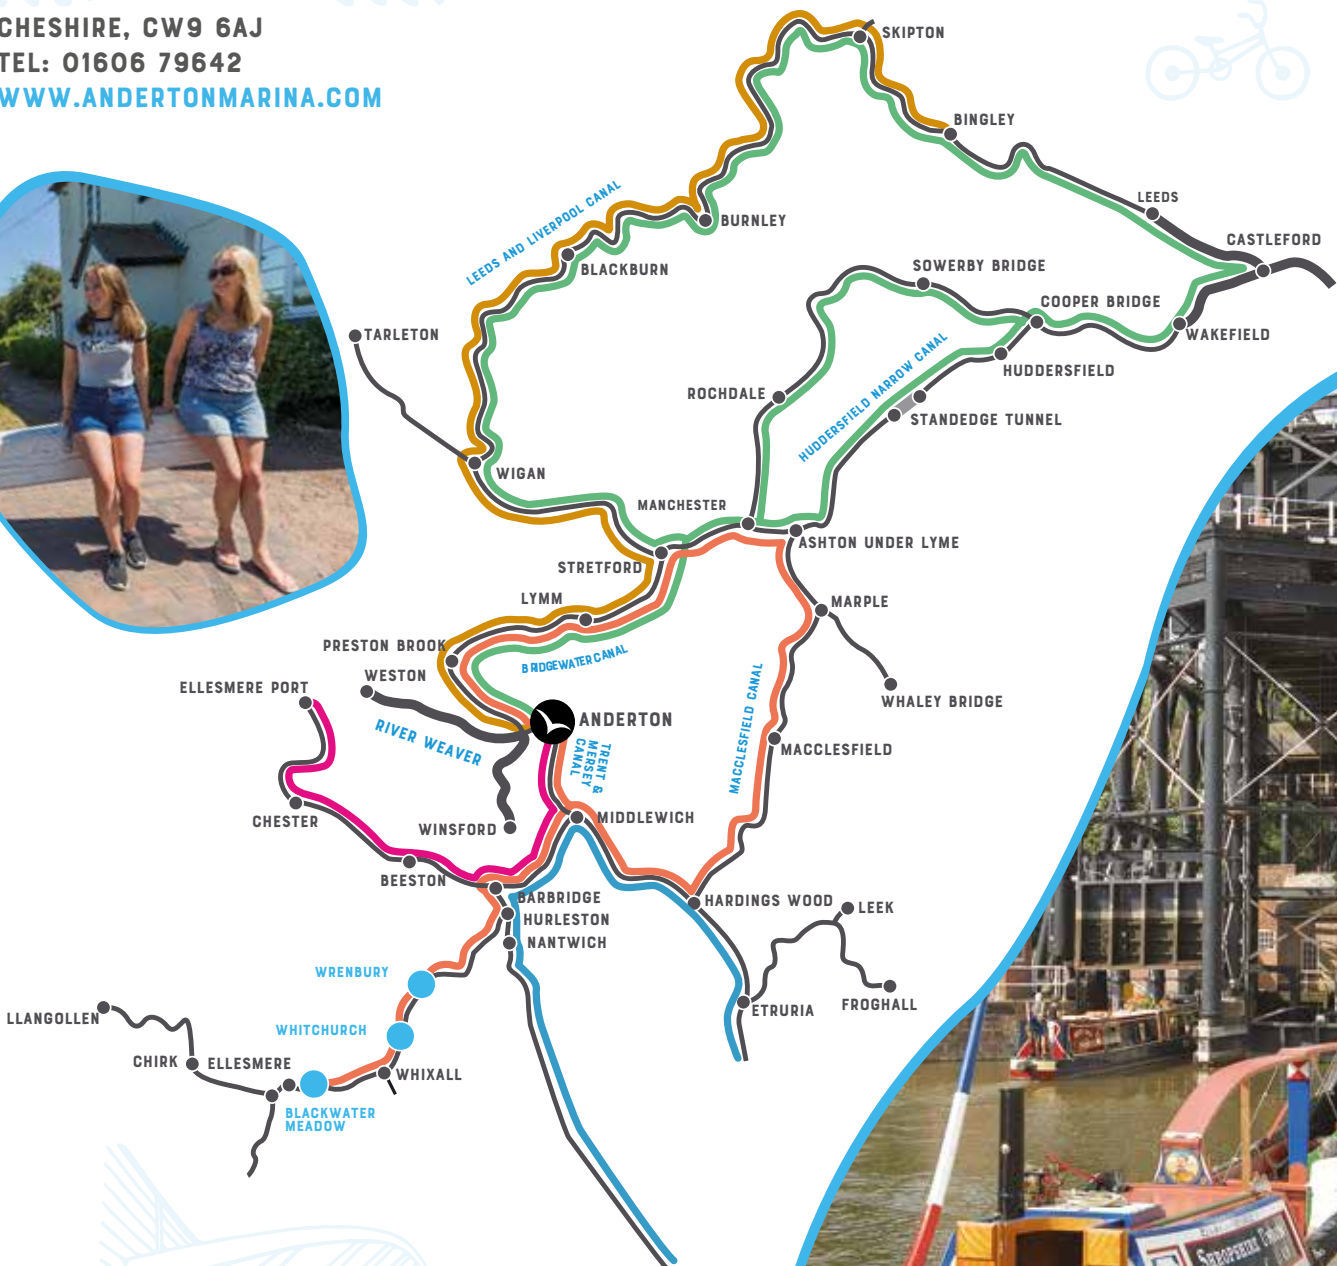 CHESHIRE, CW9 6AJ
TEL: 01606 79642
WWW.ANDERTONMARINA.COM
SKIPTON
BINGLEY
LEEDS
CASTLEFORD
LEEDS AND LIVERPOOL CANAL
BURNLEY
BLACKBURN
SOWERBY BRIDGE
COOPER BRIDGE
WAKEFIELD
TARLETON
HUDDERSFIELD
ROCHDALE
HUDDERSFIELD NARROW CANAL
STANDEDGE TUNNEL
WIGAN
MANCHESTER
ASHTON UNDER LYME
STRETFORD
LYMM
MARPLE
PRESTON BROOK
BRIDGEWATER CANAL
WESTON
ELLESMERE PORT
WHALEY BRIDGE
ANDERTON
RIVER WEAVER
TRENT &
MERSEY
CANAL
MACCLESFIELD CANAL
MACCLESFIELD
CHESTER
WINSFORD
MIDDLEWICH
BEESTON
BARBRIDGE
HARDINGS WOOD
LEEK
HURLESTON
NANTWICH
WRENBURY
FROGHALL
ETRURIA
LLANGOLLEN
WHITCHURCH
CHIRK
ELLESMERE
WHIXALL
BLACKWATER
MEADOW
SHROPSHIRE UNION